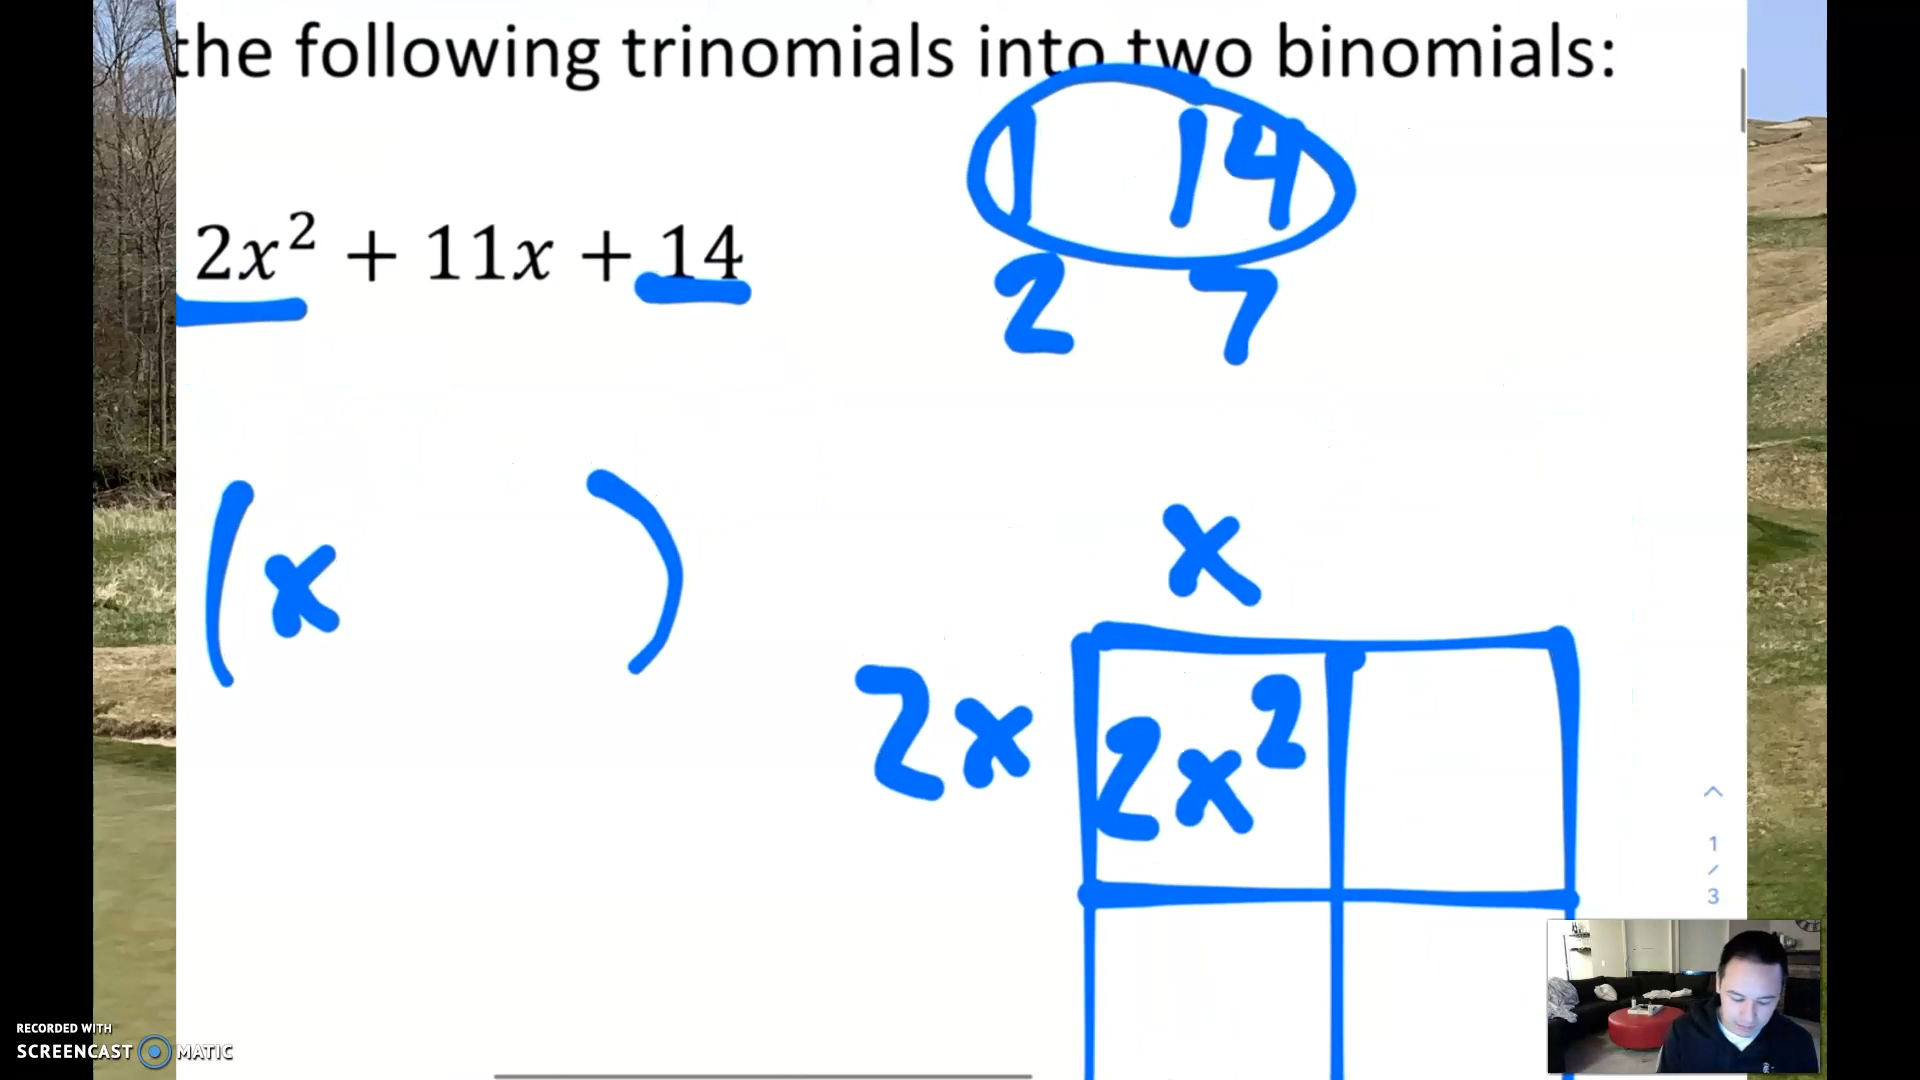 the following trinomials into two binomials:
1 14
2x² + 11x + 14
2 7
(x )
x
2x 2x²
1
/
3
RECORDED WITH
SCREENCAST MATIC